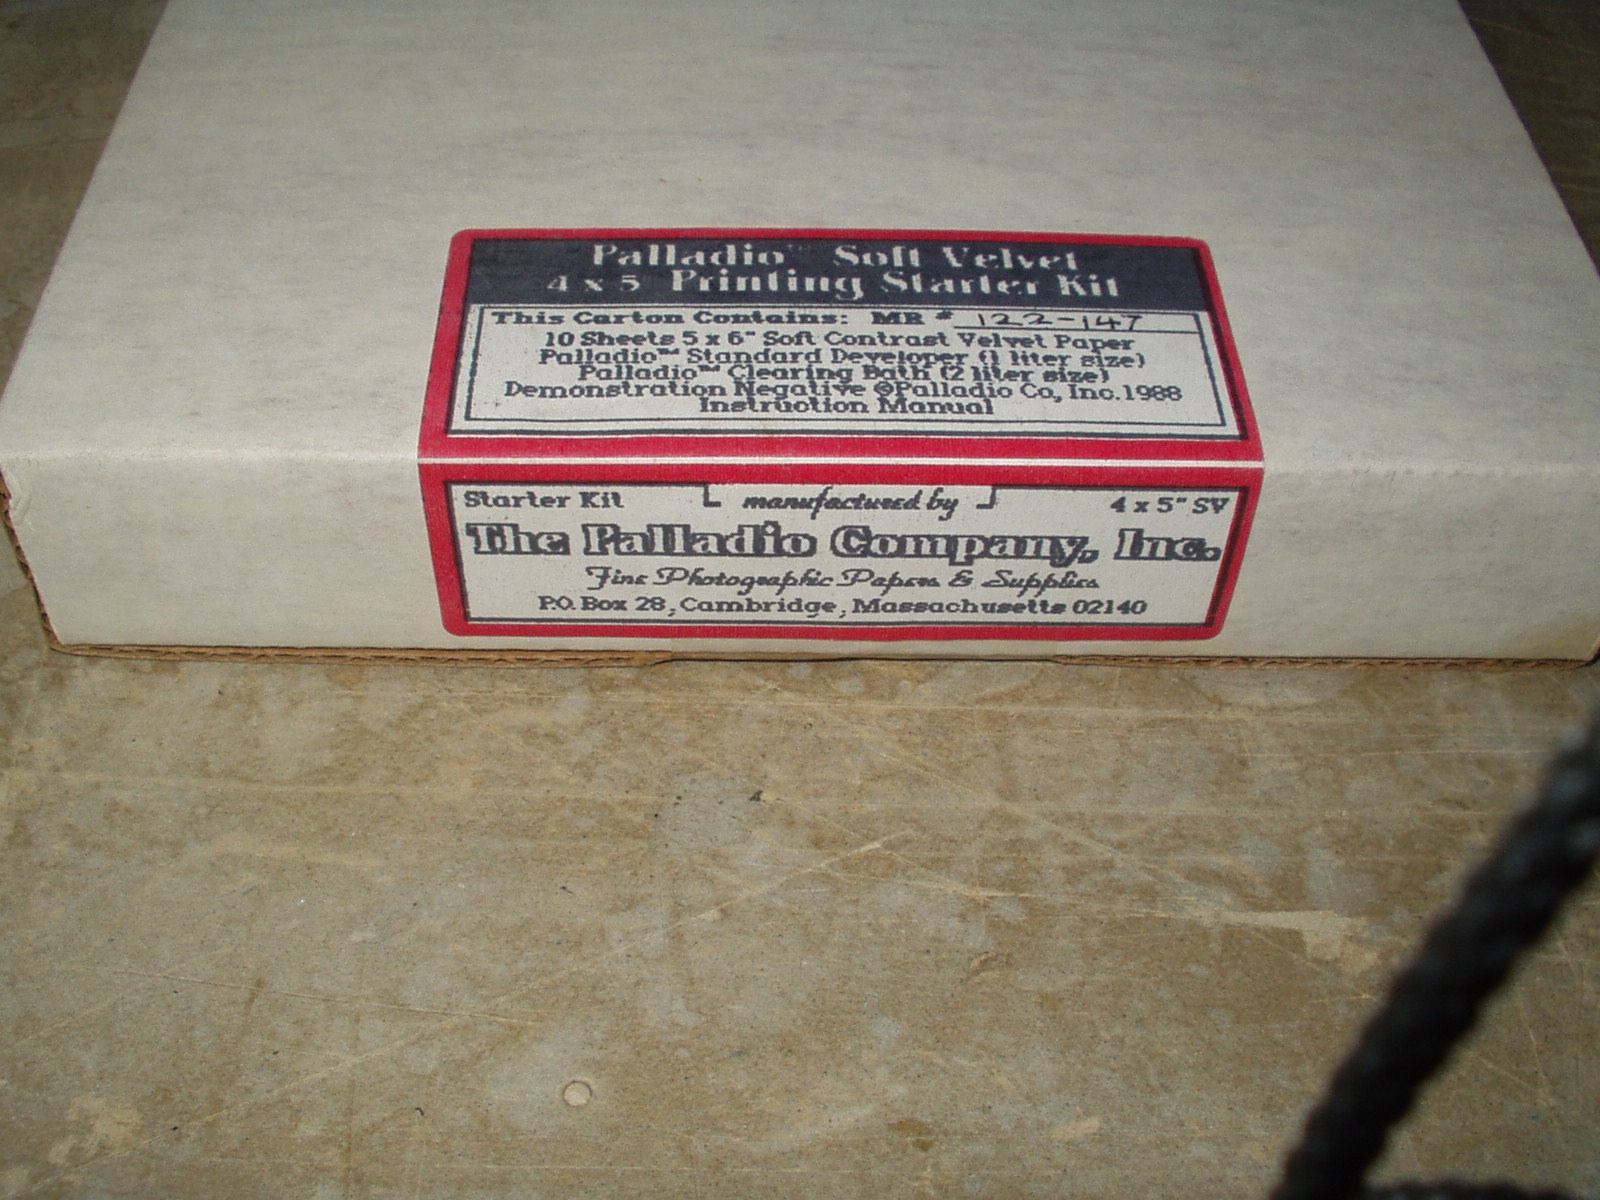 Palladio™ Soft Velvet
4 x 5 Printing Starter Kit
This Carton Contains: MR # 122-147
10 Sheets 5 x 6" Soft Contrast Velvet Paper
Palladio™ Standard Developer (1 liter size)
Palladio™ Clearing Bath (2 liter size)
Demonstration Negative ©Palladio Co, Inc. 1988
Instruction Manual
Starter Kit manufactured by 4 x 5" SV
The Palladio Company, Inc.
Fine Photographic Papers & Supplies
P.O. Box 28, Cambridge, Massachusetts 02140